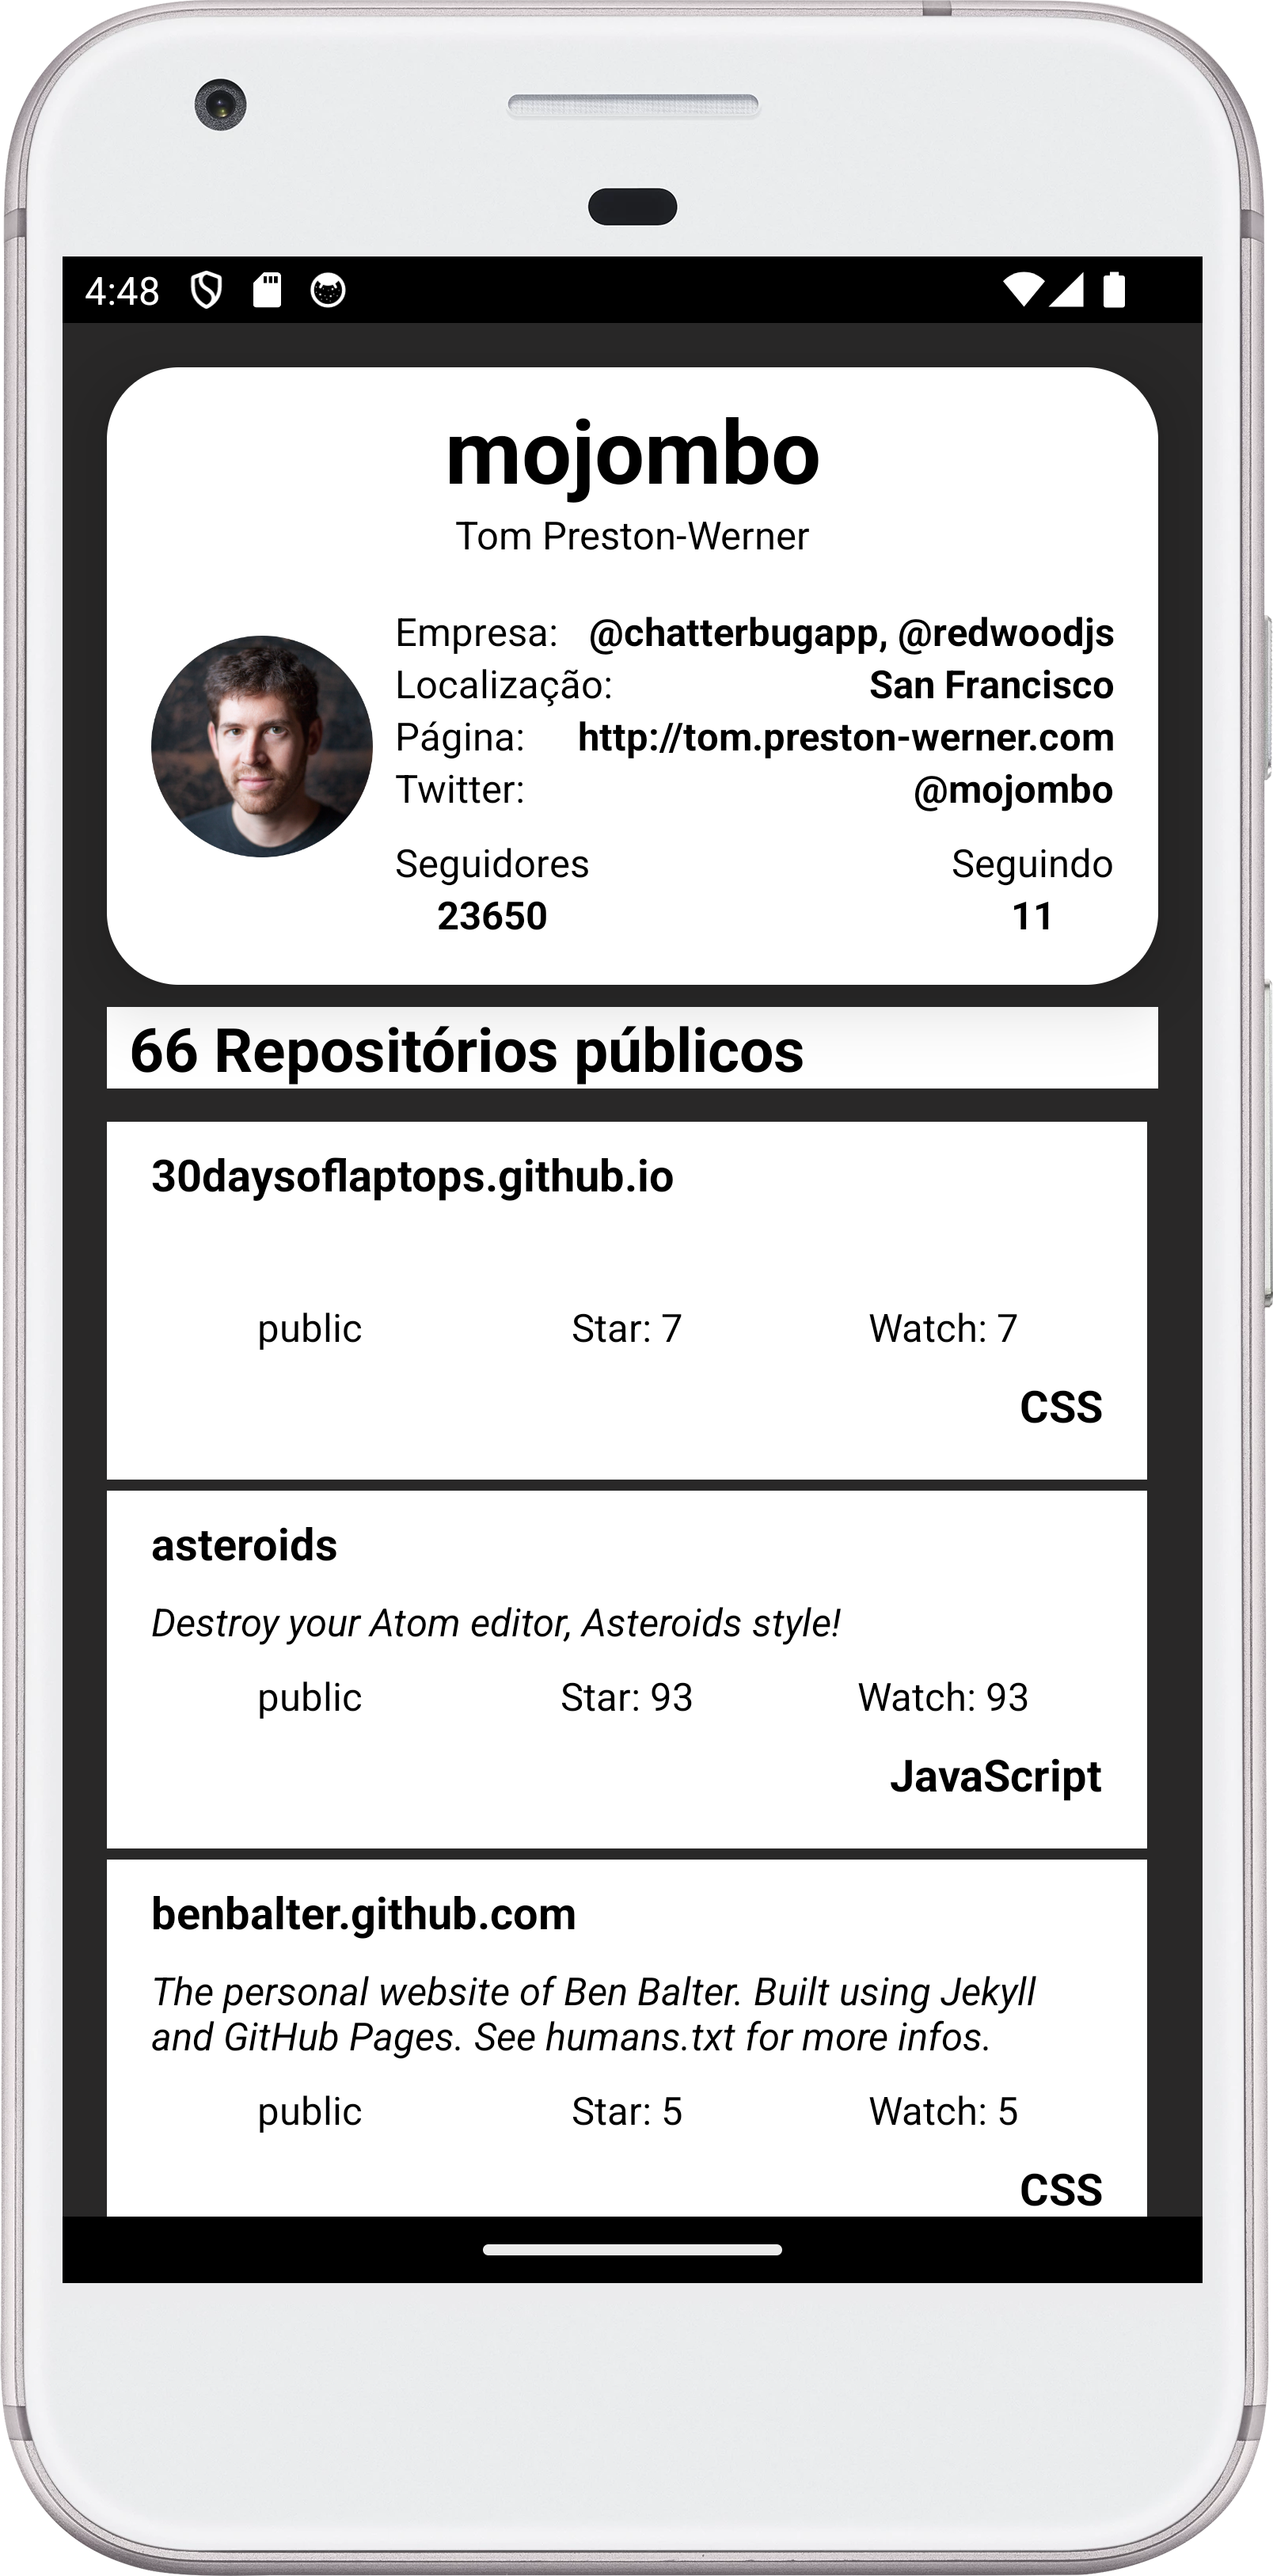 4:48
mojombo
Tom Preston-Werner
Empresa: @chatterbugapp, @redwoodjs
Localização: San Francisco
Página: http://tom.preston-werner.com
Twitter: @mojombo
Seguidores Seguindo
23650 11
66 Repositórios públicos
30daysoflaptops.github.io
public Star: 7 Watch: 7
CSS
asteroids
Destroy your Atom editor, Asteroids style!
public Star: 93 Watch: 93
JavaScript
benbalter.github.com
The personal website of Ben Balter. Built using Jekyll
and GitHub Pages. See humans.txt for more infos.
public Star: 5 Watch: 5
CSS